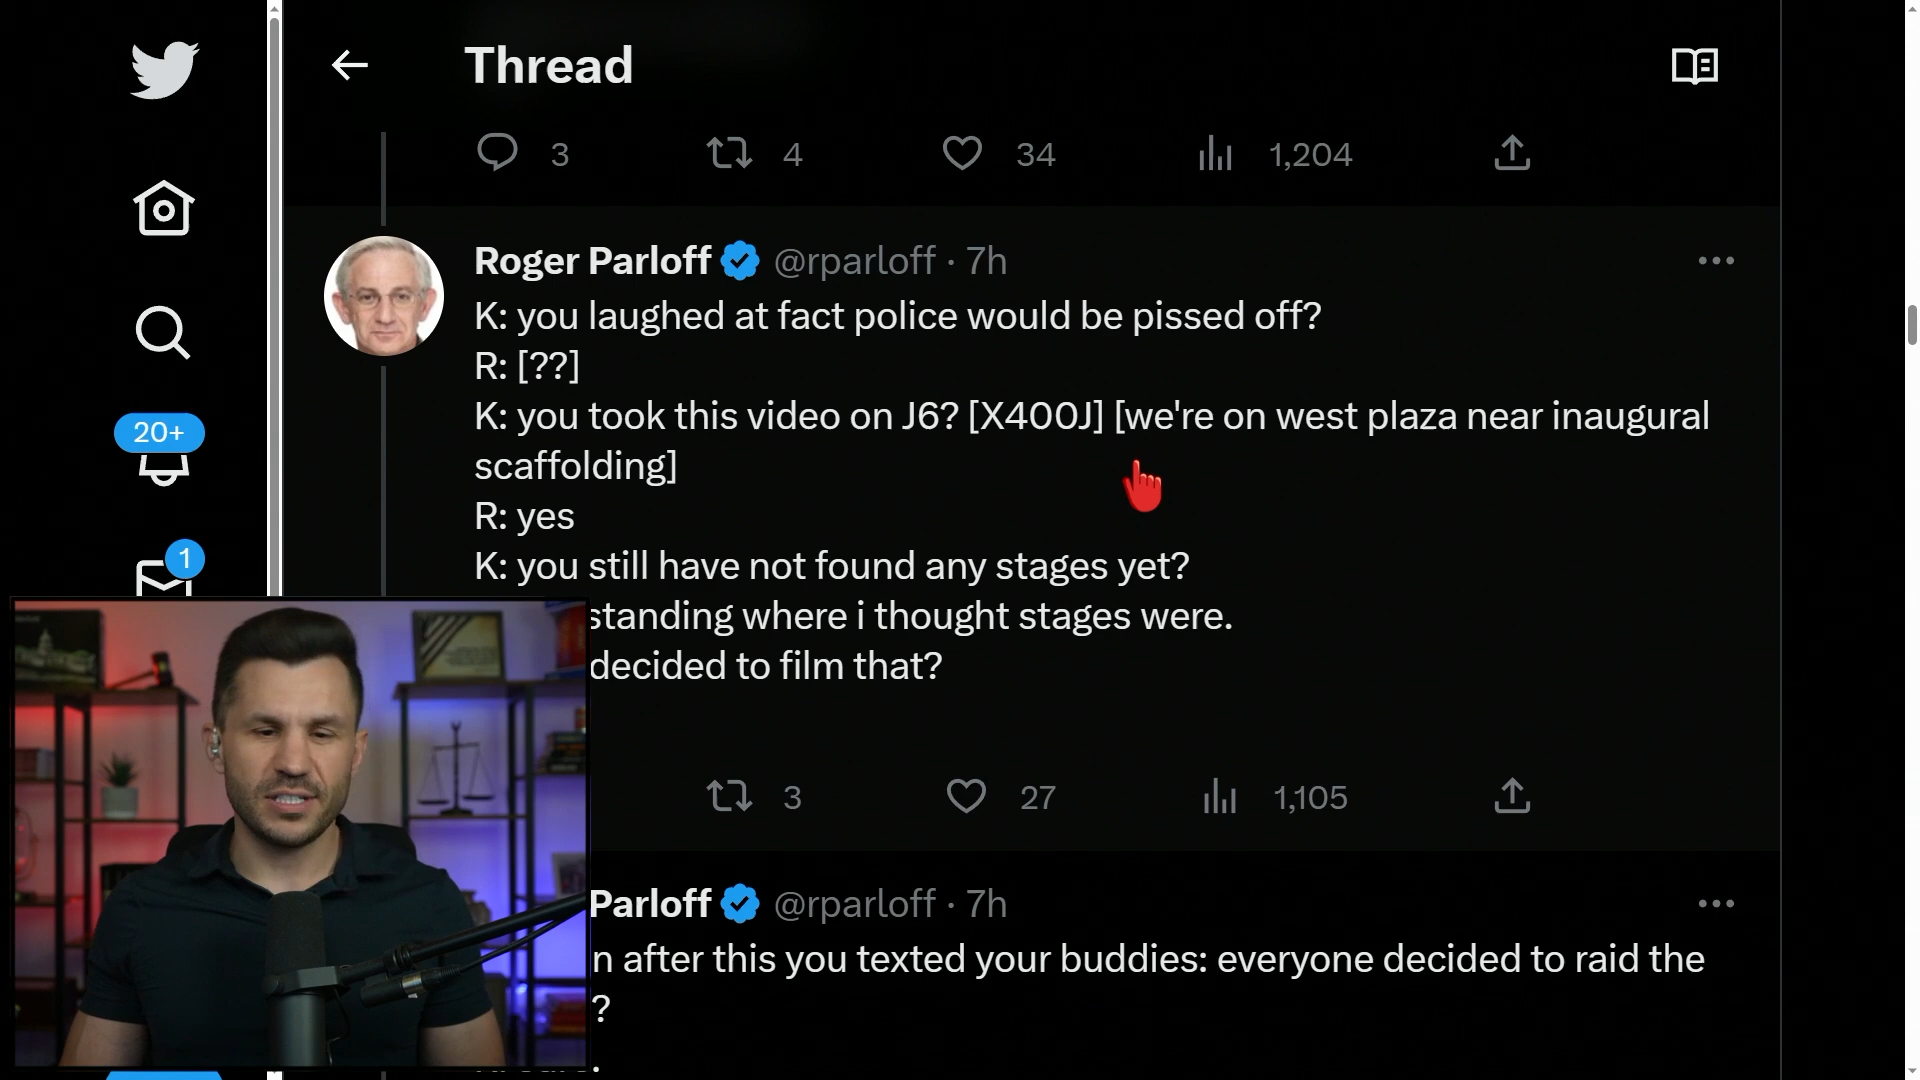 Thread
3 4 34 1,204
Roger Parloff @rparloff · 7h
K: you laughed at fact police would be pissed off?
R: [??]
K: you took this video on J6? [X400J] [we're on west plaza near inaugural
scaffolding]
R: yes
K: you still have not found any stages yet?
standing where i thought stages were.
decided to film that?
20+
1
3 27 1,105
Parloff @rparloff · 7h
n after this you texted your buddies: everyone decided to raid the
?